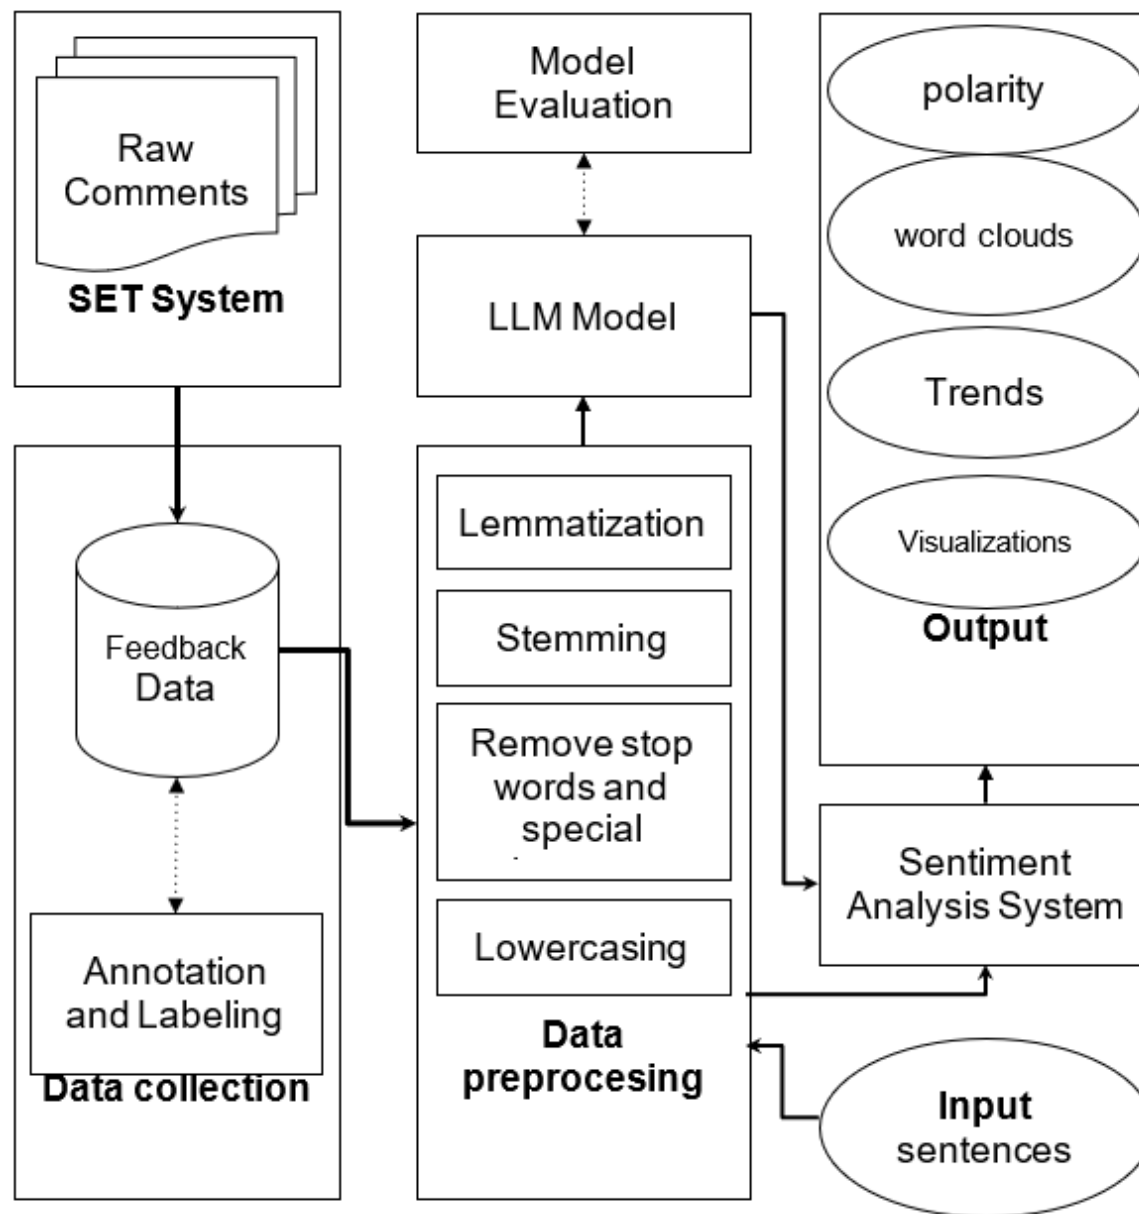 Raw
Comments
SET System
Feedback
Data
Annotation
and Labeling
Data collection
Model
Evaluation
LLM Model
Lemmatization
Stemming
Remove stop
words and
special
Lowercasing
Data
preprocesing
polarity
word clouds
Trends
Visualizations
Output
Sentiment
Analysis System
Input
sentences